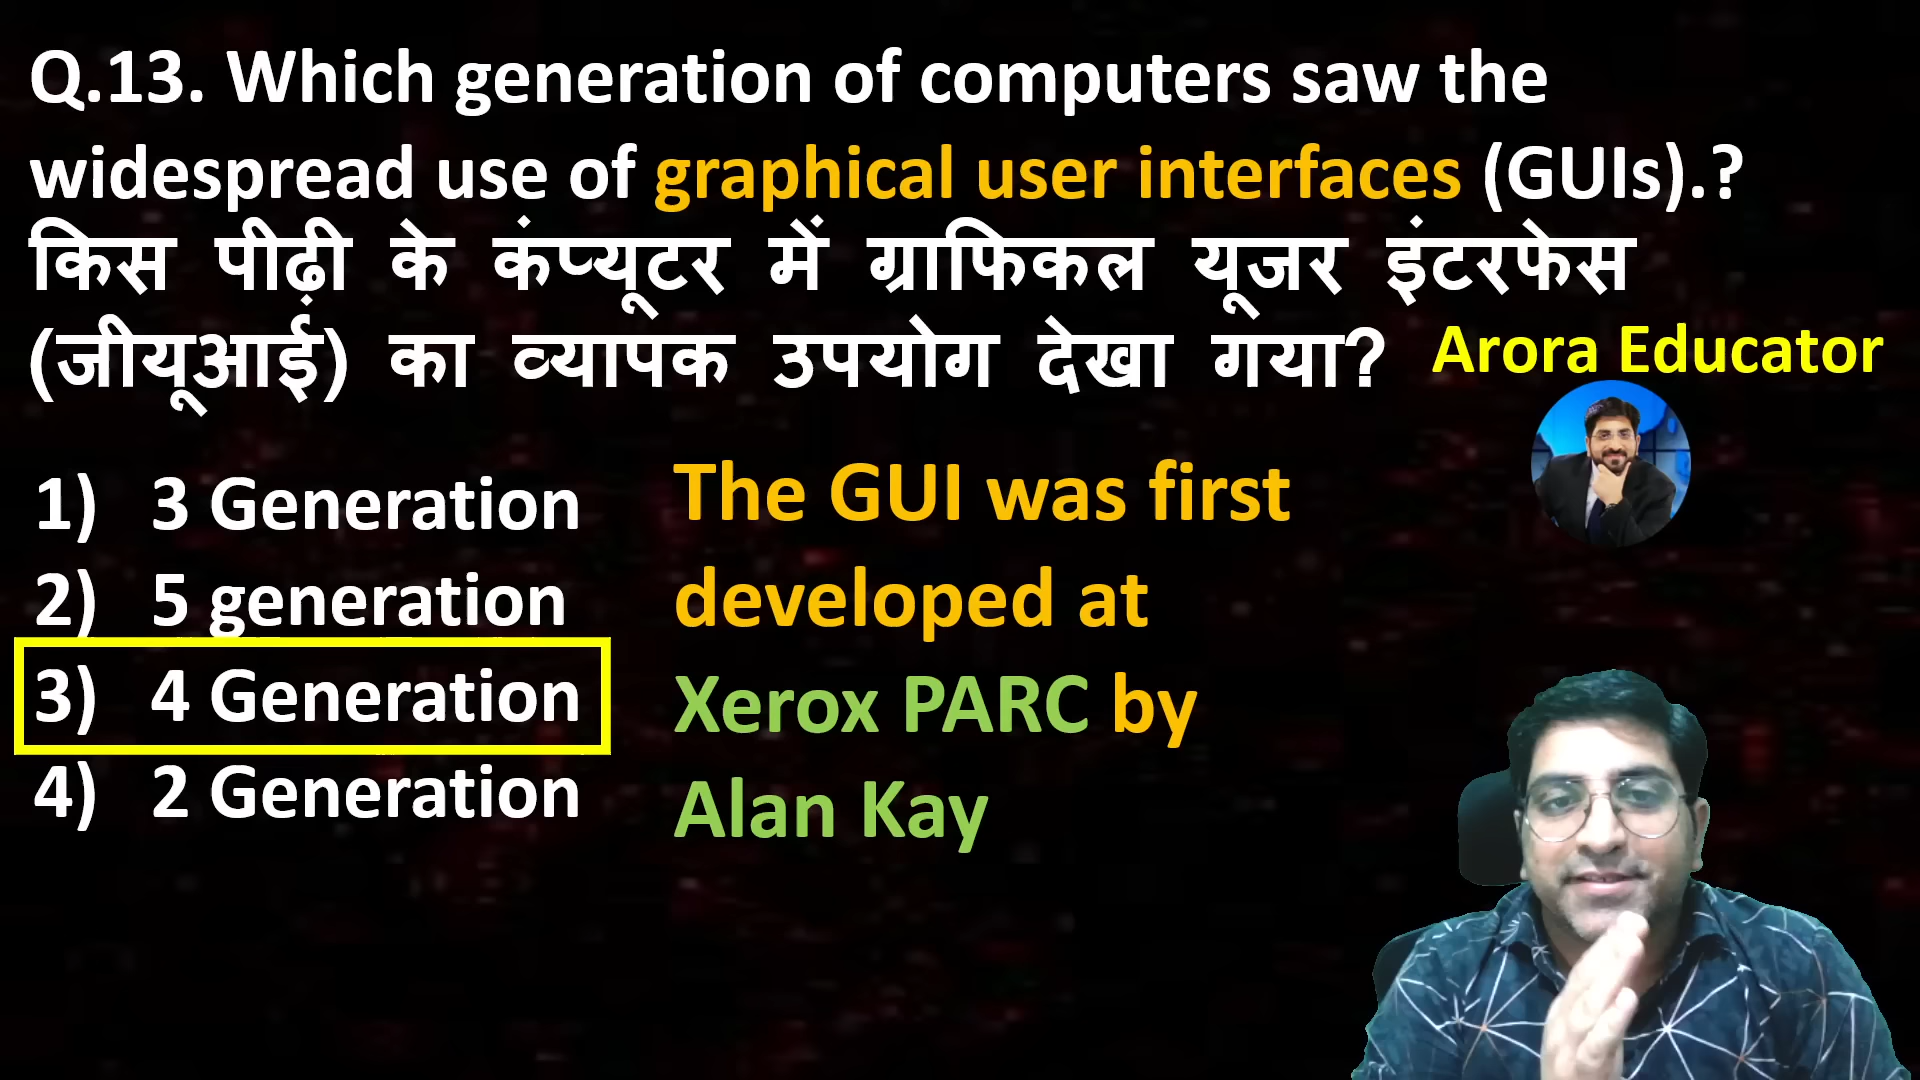 Q.13. Which generation of computers saw the
widespread use of graphical user interfaces (GUIs).?
किस पीढ़ी के कंप्यूटर में ग्राफिकल यूजर इंटरफेस
(जीयूआई) का व्यापक उपयोग देखा गया?
Arora Educator
1) 3 Generation
2) 5 generation
3) 4 Generation
4) 2 Generation
The GUI was first
developed at
Xerox PARC by
Alan Kay